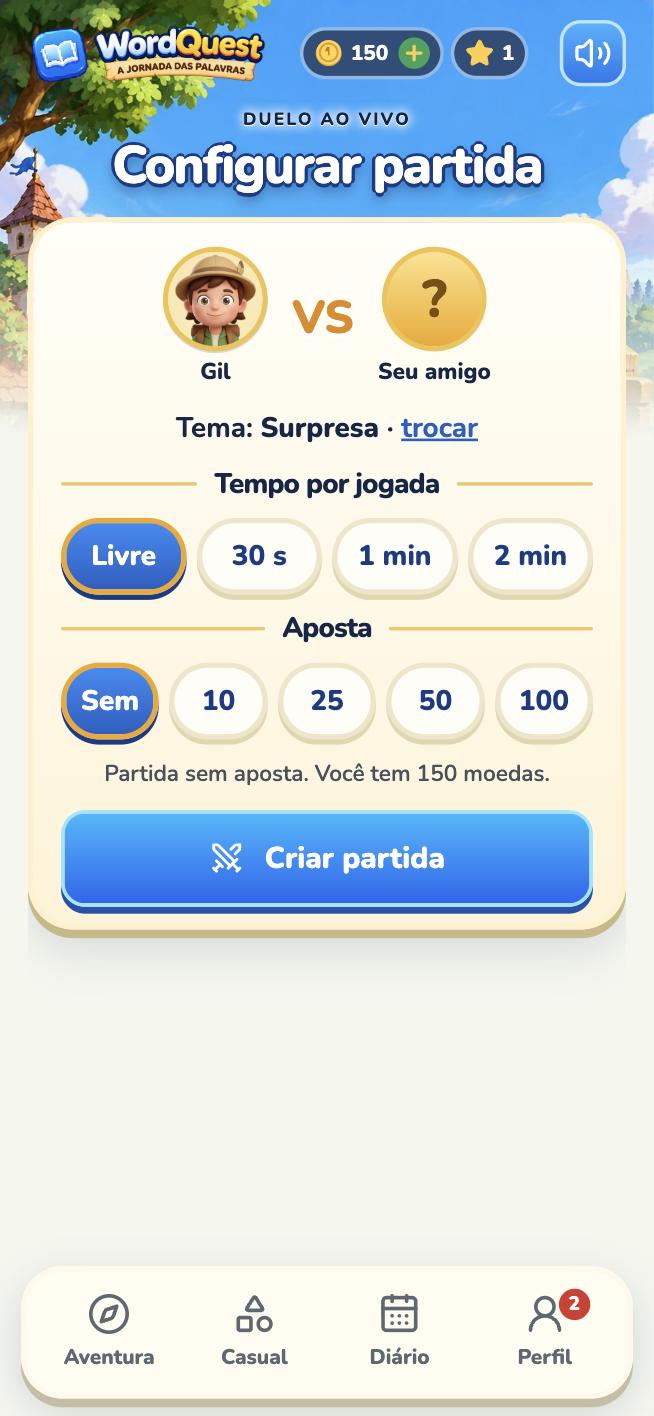 WordQuest
A JORNADA DAS PALAVRAS
150
1
DUELO AO VIVO
Configurar partida
VS
?
Gil
Seu amigo
Tema: Surpresa · trocar
Tempo por jogada
Livre 30 s 1 min 2 min
Aposta
Sem 10 25 50 100
Partida sem aposta. Você tem 150 moedas.
Criar partida
2
Aventura Casual Diário Perfil